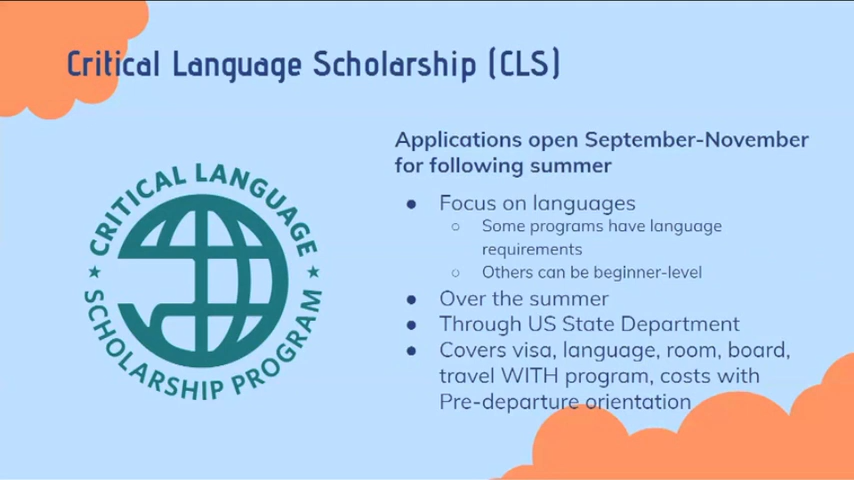 Critical Language Scholarship (CLS)
Applications open September-November
for following summer
● Focus on languages
○ Some programs have language
requirements
○ Others can be beginner-level
● Over the summer
● Through US State Department
● Covers visa, language, room, board,
travel WITH program, costs with
Pre-departure orientation
CRITICAL LANGUAGE
SCHOLARSHIP PROGRAM